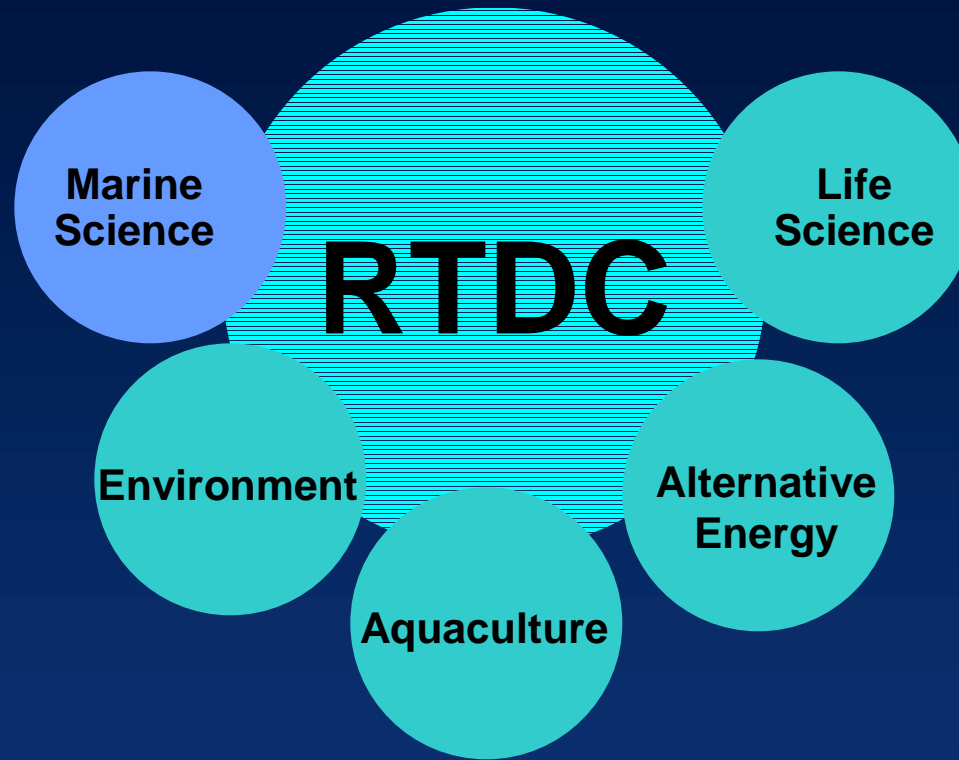 Marine
Science
Life
Science
RTDC
Environment
Alternative
Energy
Aquaculture